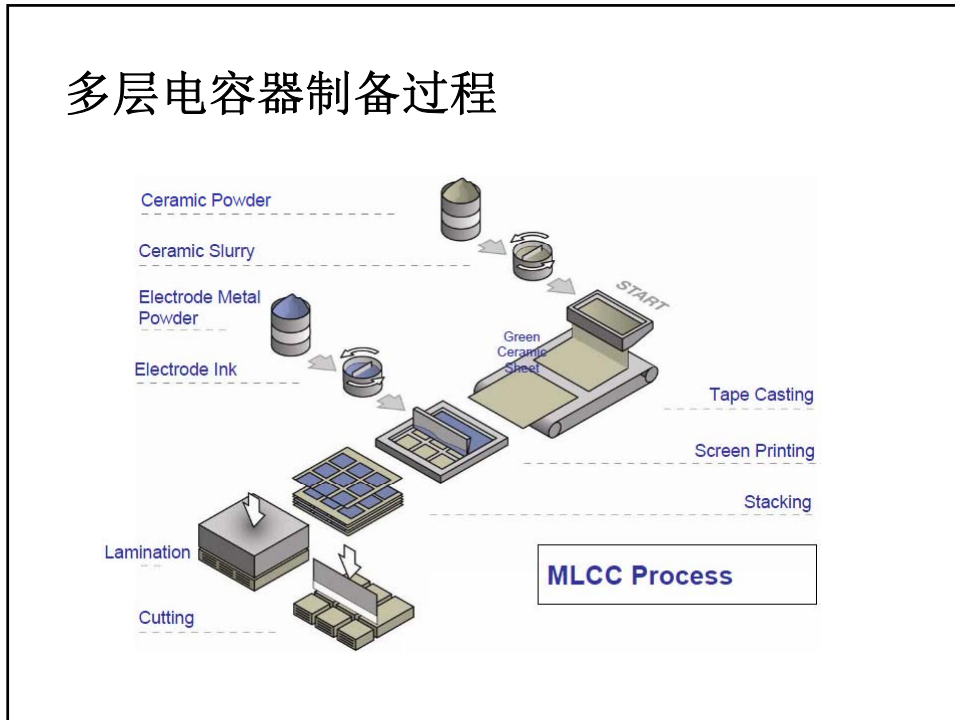 多层电容器制备过程
Ceramic Powder
Ceramic Slurry
START
Electrode Metal
Powder
Green
Ceramic
Sheet
Electrode Ink
Tape Casting
Screen Printing
Stacking
Lamination
MLCC Process
Cutting